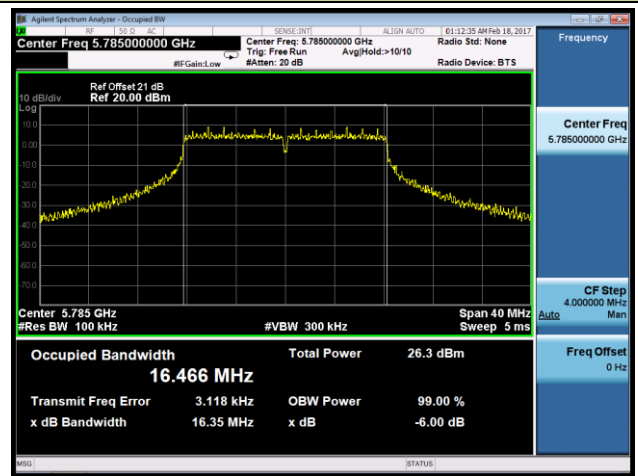 Agilent Spectrum Analyzer - Occupied BW
RF 50 Ω AC SENSE:INT ALIGN AUTO 01:12:35 AM Feb 18, 2017
Center Freq 5.785000000 GHz
Center Freq: 5.785000000 GHz
Radio Std: None
Trig: Free Run Avg|Hold:>10/10
#IFGain:Low #Atten: 20 dB
Radio Device: BTS
Frequency
Ref Offset 21 dB
10 dB/div Ref 20.00 dBm
Log
10.0
0.00
-10.0
-20.0
-30.0
-40.0
-50.0
-60.0
-70.0
Center Freq
5.785000000 GHz
Center 5.785 GHz Span 40 MHz
#Res BW 100 kHz #VBW 300 kHz Sweep 5 ms
CF Step
4.000000 MHz
Auto Man
Occupied Bandwidth Total Power 26.3 dBm
16.466 MHz
Transmit Freq Error 3.118 kHz OBW Power 99.00 %
x dB Bandwidth 16.35 MHz x dB -6.00 dB
Freq Offset
0 Hz
MSG STATUS